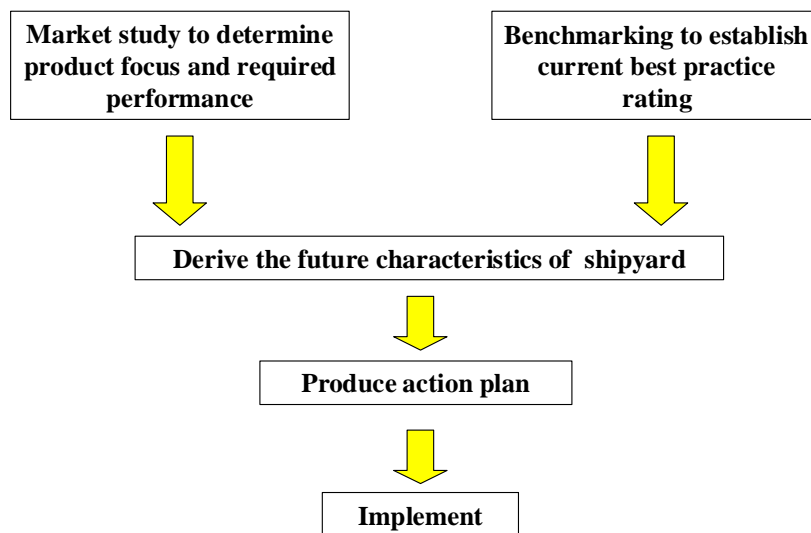 Market study to determine
product focus and required
performance
Benchmarking to establish
current best practice
rating
Derive the future characteristics of  shipyard
Produce action plan
Implement